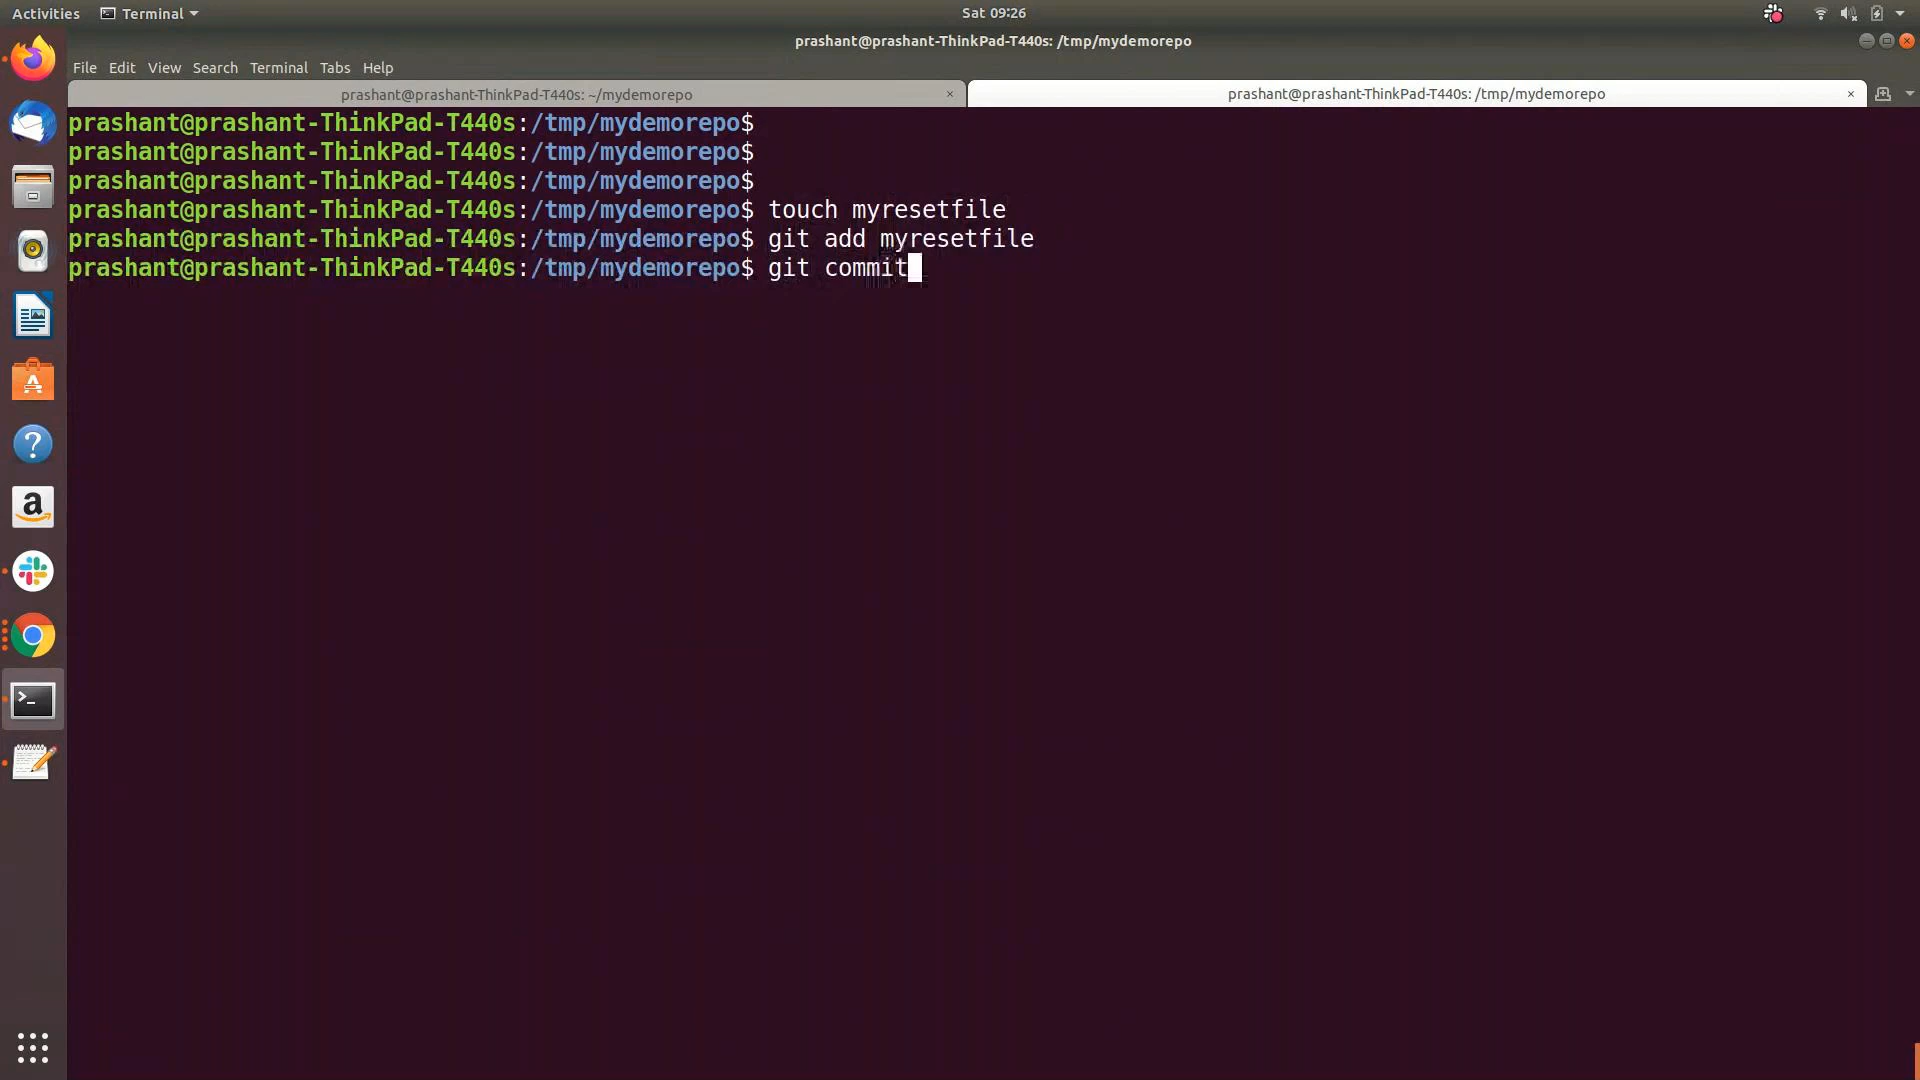 Activities Terminal Sat 09:26
prashant@prashant-ThinkPad-T440s: /tmp/mydemorepo
File Edit View Search Terminal Tabs Help
prashant@prashant-ThinkPad-T440s: ~/mydemorepo × prashant@prashant-ThinkPad-T440s: /tmp/mydemorepo ×
prashant@prashant-ThinkPad-T440s:/tmp/mydemorepo$
prashant@prashant-ThinkPad-T440s:/tmp/mydemorepo$
prashant@prashant-ThinkPad-T440s:/tmp/mydemorepo$
prashant@prashant-ThinkPad-T440s:/tmp/mydemorepo$ touch myresetfile
prashant@prashant-ThinkPad-T440s:/tmp/mydemorepo$ git add myresetfile
prashant@prashant-ThinkPad-T440s:/tmp/mydemorepo$ git commit